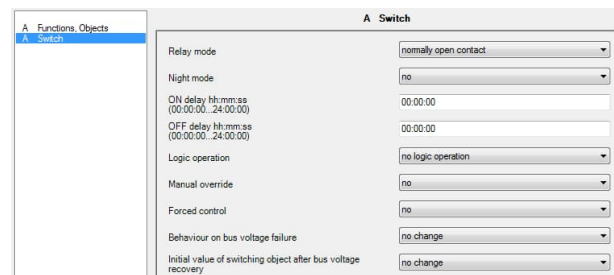 A Functions, Objects
A Switch
A Switch
Relay mode
normally open contact
Night mode
no
ON delay hh:mm:ss
(00:00:00...24:00:00)
00:00:00
OFF delay hh:mm:ss
(00:00:00...24:00:00)
00:00:00
Logic operation
no logic operation
Manual override
no
Forced control
no
Behaviour on bus voltage failure
no change
Initial value of switching object after bus voltage
recovery
no change